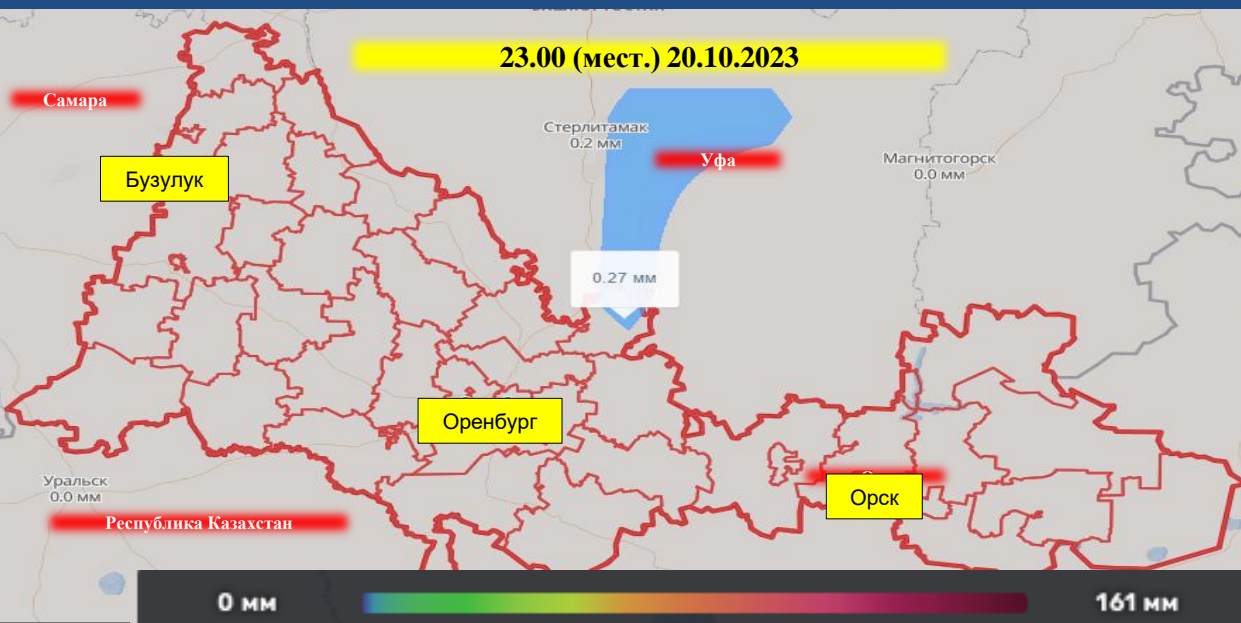 23.00 (мест.) 20.10.2023
Самара
Стерлитамак
0.2 мм
Уфа
Магнитогорск
0.0 мм
Бузулук
0.27 мм
Оренбург
Уральск
0.0 мм
Орск
Республика Казахстан
0 мм
161 мм